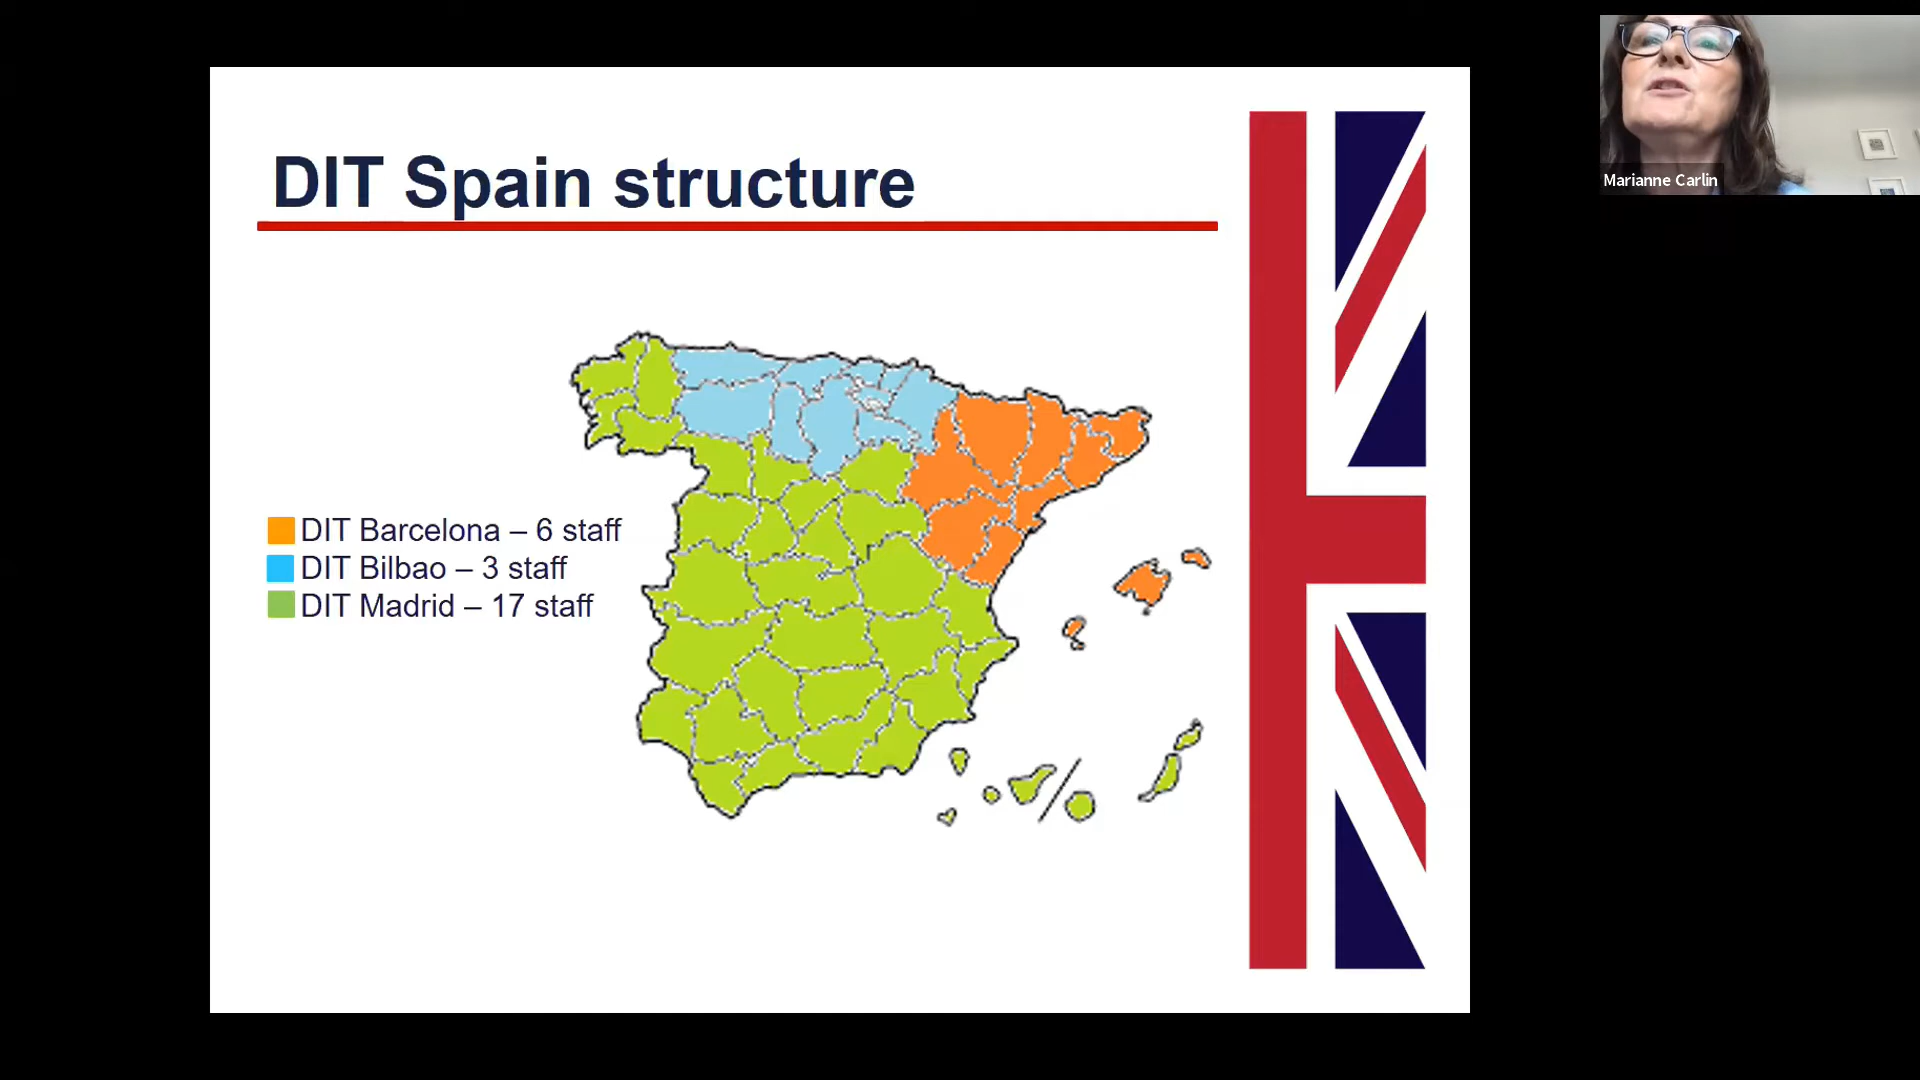 DIT Spain structure
DIT Barcelona – 6 staff
DIT Bilbao – 3 staff
DIT Madrid – 17 staff
Marianne Carlin